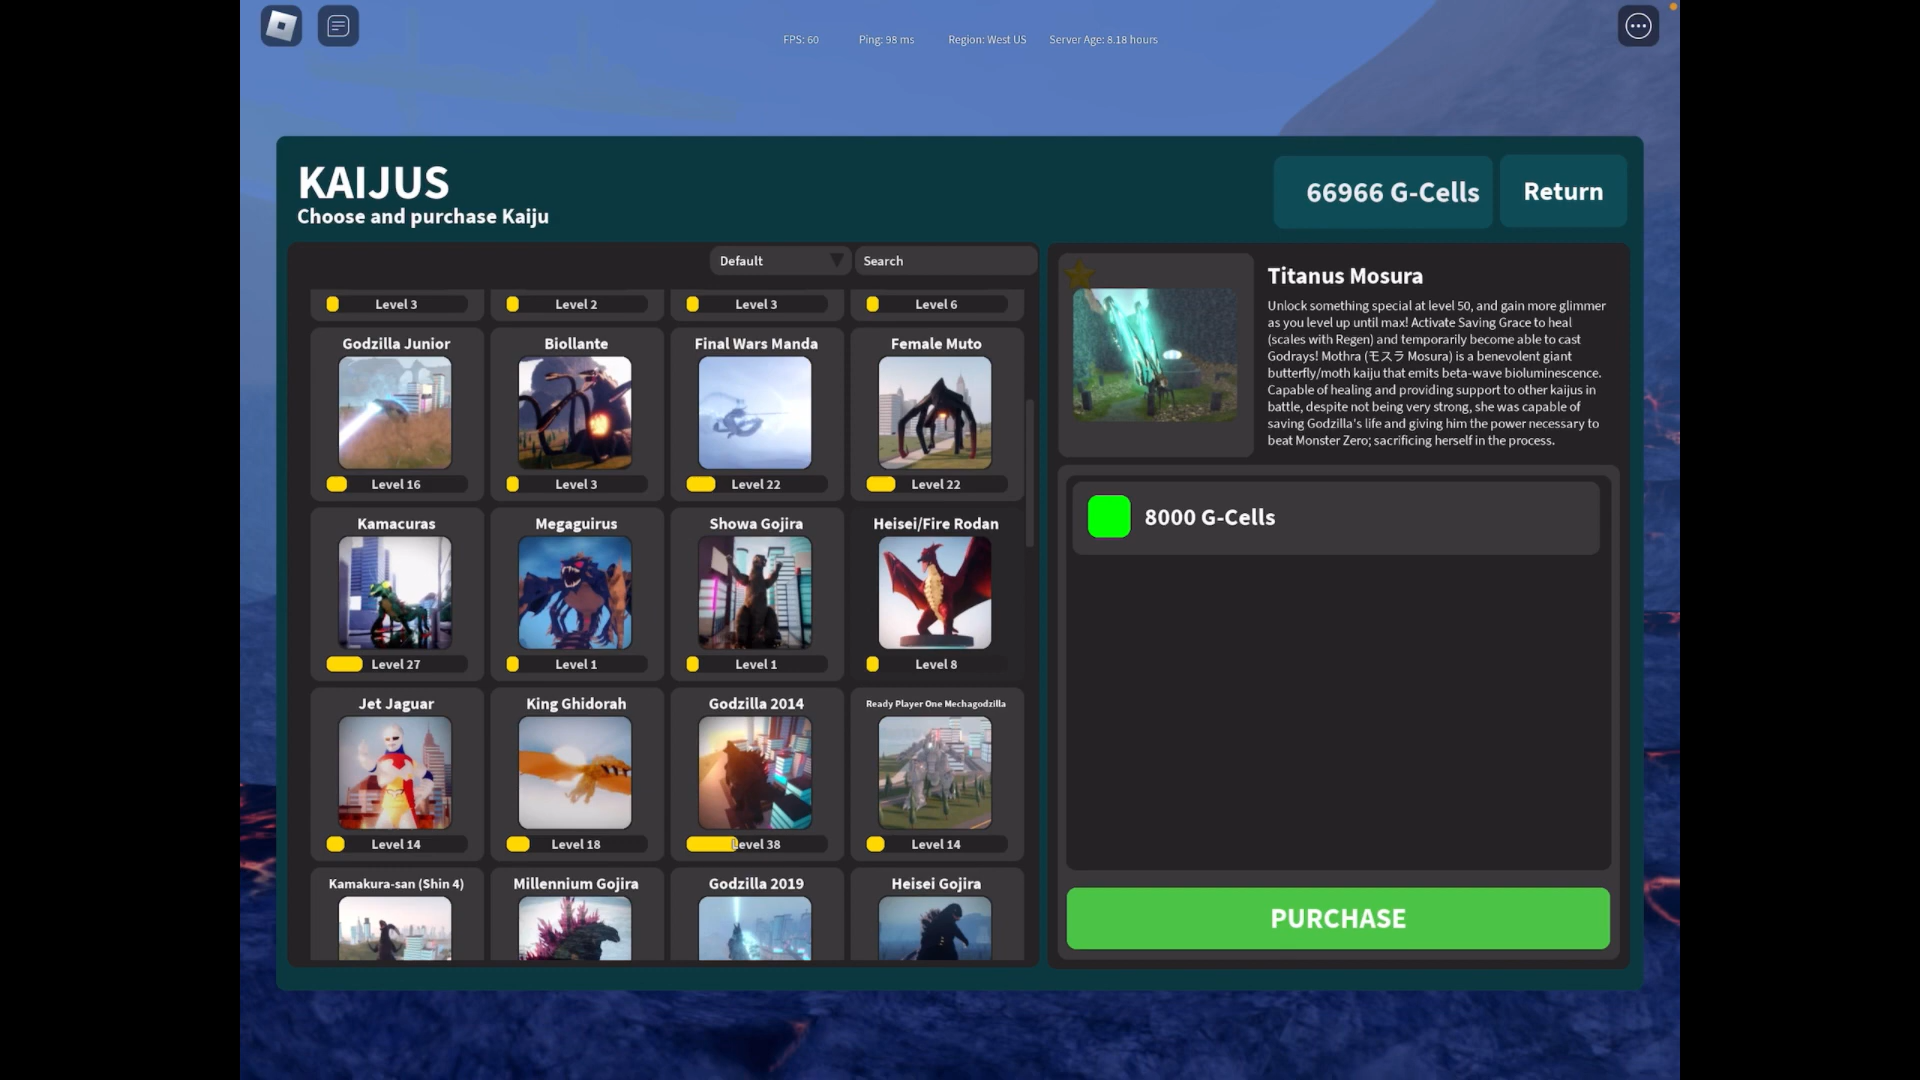 FPS: 60 Ping: 98 ms Region: West US Server Age: 8.18 hours
KAIJUS
Choose and purchase Kaiju
66966 G-Cells
Return
Default
Search
Level 3
Level 2
Level 3
Level 6
Godzilla Junior
Biollante
Final Wars Manda
Female Muto
Level 16
Level 3
Level 22
Level 22
Kamacuras
Megaguirus
Showa Gojira
Heisei/Fire Rodan
Level 27
Level 1
Level 1
Level 8
Jet Jaguar
King Ghidorah
Godzilla 2014
Ready Player One Mechagodzilla
Level 14
Level 18
Level 38
Level 14
Kamakura-san (Shin 4)
Millennium Gojira
Godzilla 2019
Heisei Gojira
Titanus Mosura
Unlock something special at level 50, and gain more glimmer
as you level up until max! Activate Saving Grace to heal
(scales with Regen) and temporarily become able to cast
Godrays! Mothra (モスラ Mosura) is a benevolent giant
butterfly/moth kaiju that emits beta-wave bioluminescence.
Capable of healing and providing support to other kaijus in
battle, despite not being very strong, she was capable of
saving Godzilla's life and giving him the power necessary to
beat Monster Zero; sacrificing herself in the process.
8000 G-Cells
PURCHASE